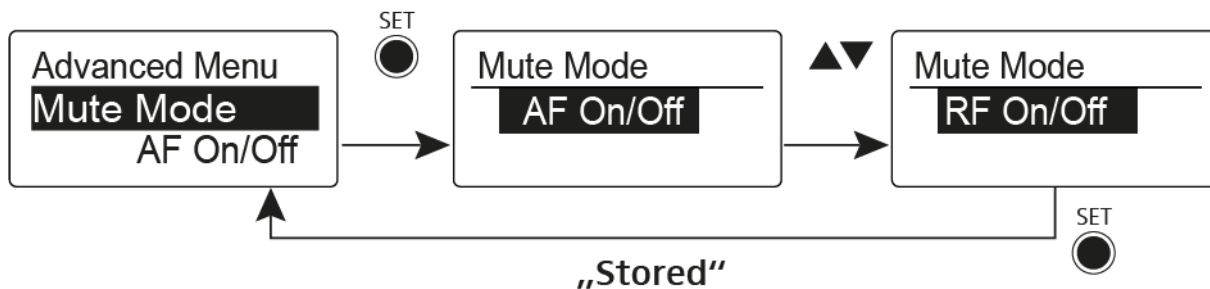 SET
Advanced Menu
Mute Mode
AF On/Off
Mute Mode
AF On/Off
▲▼
Mute Mode
RF On/Off
SET
„Stored“